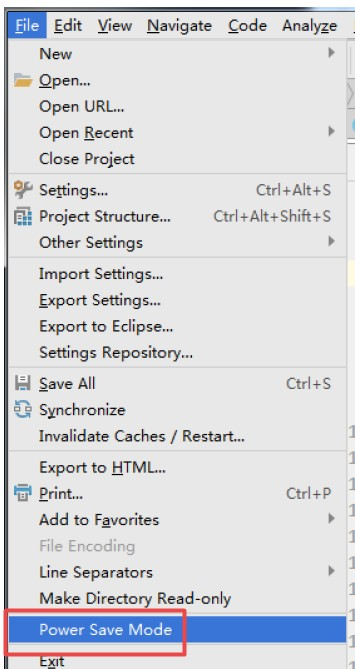 File Edit View Navigate Code Analyze
New
Open...
Open URL...
Open Recent
Close Project
Settings... Ctrl+Alt+S
Project Structure... Ctrl+Alt+Shift+S
Other Settings
Import Settings...
Export Settings...
Export to Eclipse...
Settings Repository...
Save All Ctrl+S
Synchronize
Invalidate Caches / Restart...
Export to HTML...
Print... Ctrl+P
Add to Favorites
File Encoding
Line Separators
Make Directory Read-only
Power Save Mode
Exit